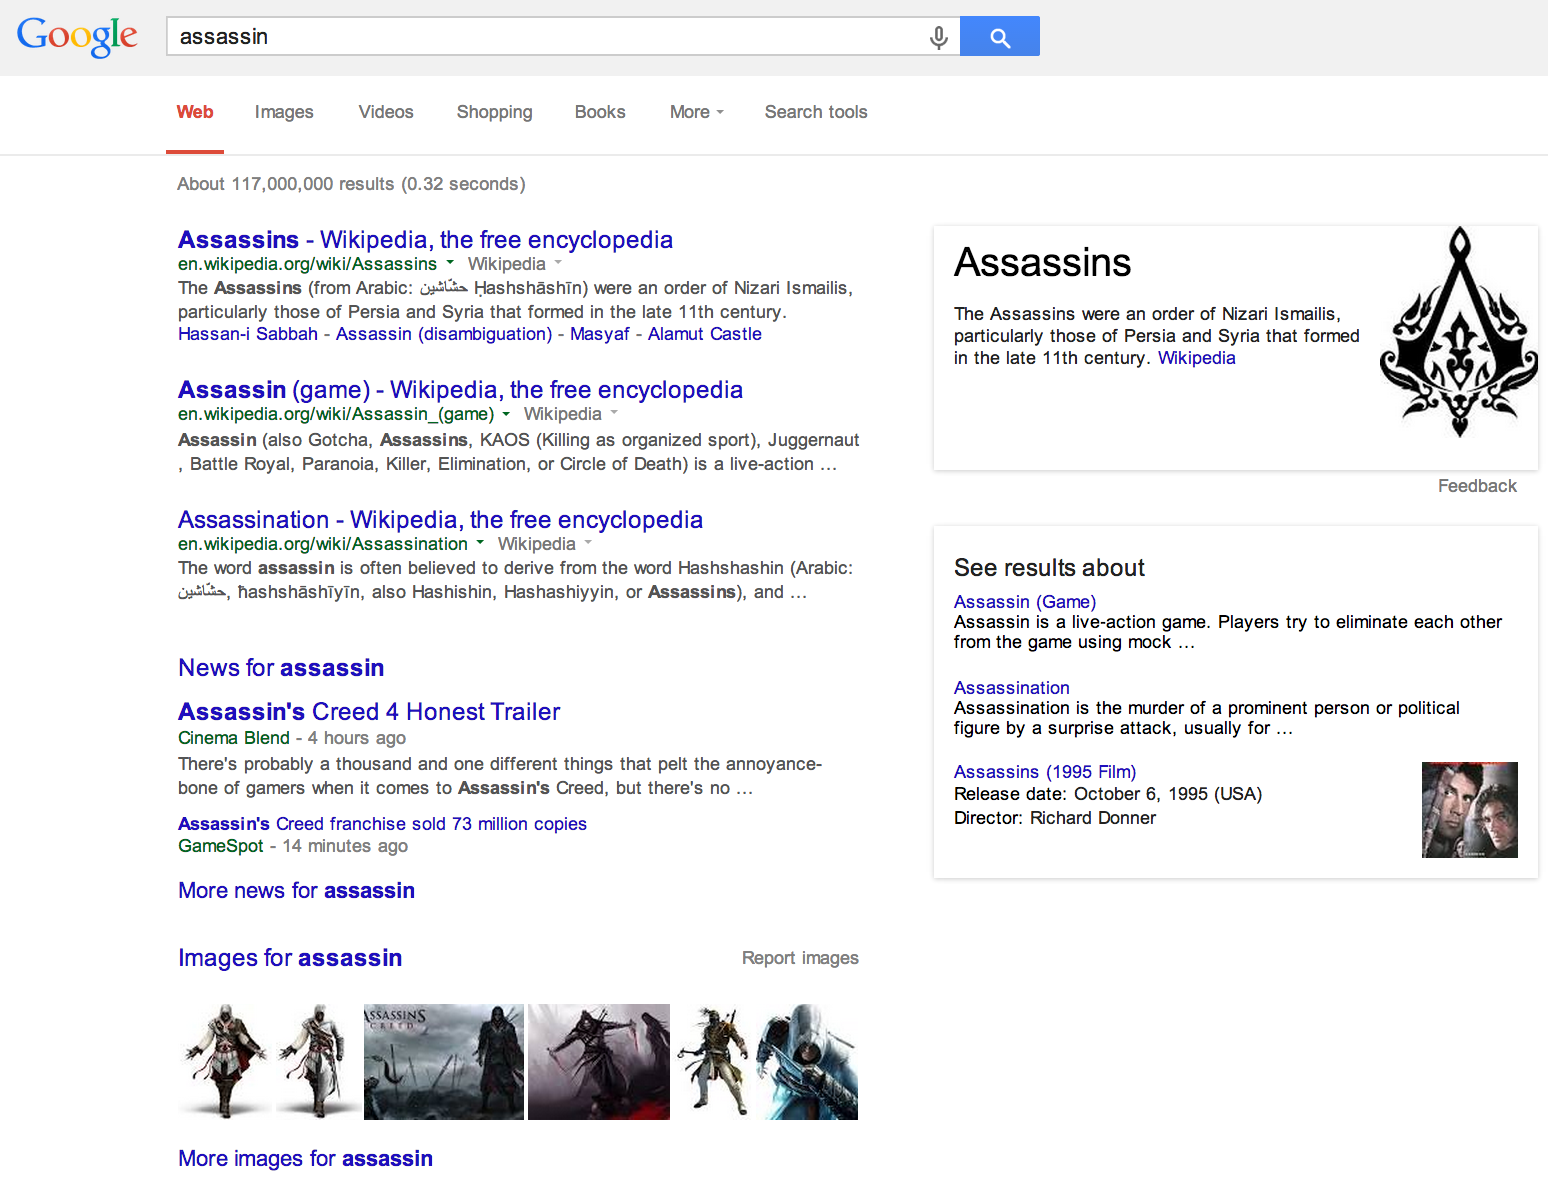 Google
assassin
Web Images Videos Shopping Books More Search tools
About 117,000,000 results (0.32 seconds)
Assassins - Wikipedia, the free encyclopedia
en.wikipedia.org/wiki/Assassins Wikipedia
The Assassins (from Arabic: حشّاشين Ḥashshāshīn) were an order of Nizari Ismailis,
particularly those of Persia and Syria that formed in the late 11th century.
Hassan-i Sabbah - Assassin (disambiguation) - Masyaf - Alamut Castle
Assassin (game) - Wikipedia, the free encyclopedia
en.wikipedia.org/wiki/Assassin_(game) Wikipedia
Assassin (also Gotcha, Assassins, KAOS (Killing as organized sport), Juggernaut
, Battle Royal, Paranoia, Killer, Elimination, or Circle of Death) is a live-action ...
Assassination - Wikipedia, the free encyclopedia
en.wikipedia.org/wiki/Assassination Wikipedia
The word assassin is often believed to derive from the word Hashshashin (Arabic:
حشّاشين, ħashshāshīyīn, also Hashishin, Hashashiyyin, or Assassins), and ...
News for assassin
Assassin's Creed 4 Honest Trailer
Cinema Blend - 4 hours ago
There's probably a thousand and one different things that pelt the annoyance-
bone of gamers when it comes to Assassin's Creed, but there's no ...
Assassin's Creed franchise sold 73 million copies
GameSpot - 14 minutes ago
More news for assassin
Images for assassin
Report images
ASSASSIN'S
CREED
More images for assassin
Assassins
The Assassins were an order of Nizari Ismailis,
particularly those of Persia and Syria that formed
in the late 11th century. Wikipedia
Feedback
See results about
Assassin (Game)
Assassin is a live-action game. Players try to eliminate each other
from the game using mock ...
Assassination
Assassination is the murder of a prominent person or political
figure by a surprise attack, usually for ...
Assassins (1995 Film)
Release date: October 6, 1995 (USA)
Director: Richard Donner